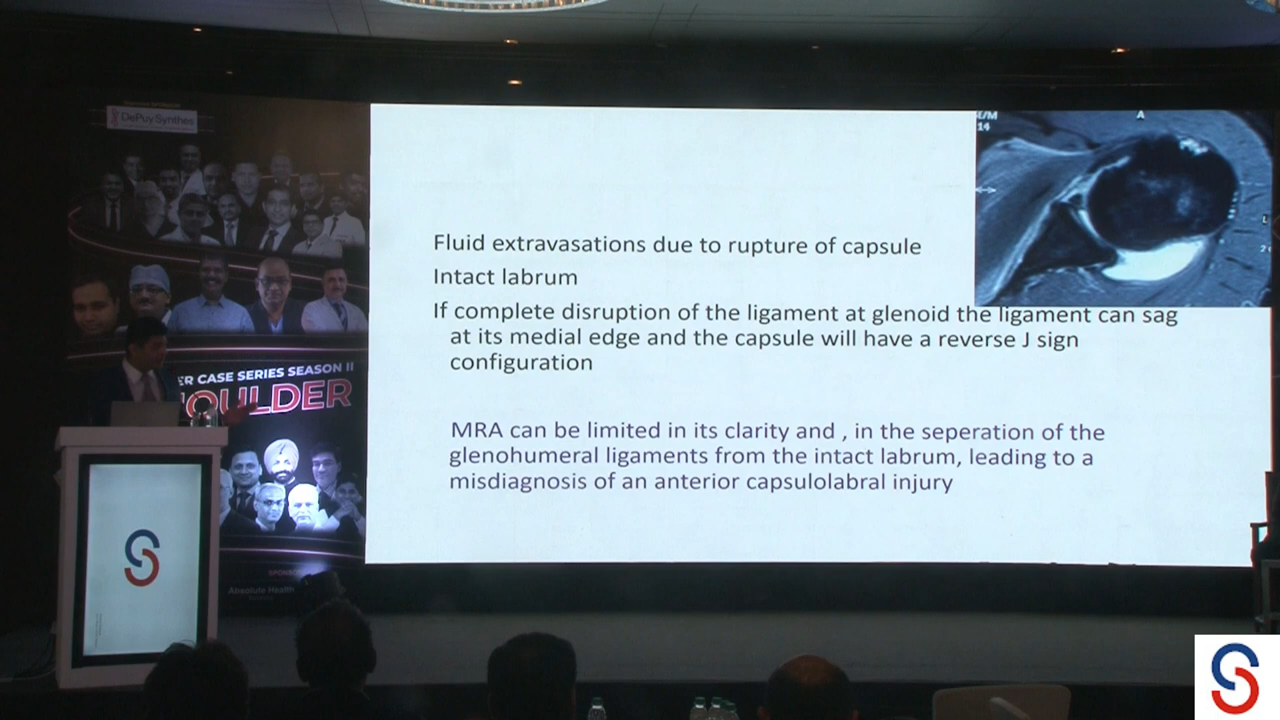 DePuySynthes
E/M
14
A
L
Fluid extravasations due to rupture of capsule
Intact labrum
If complete disruption of the ligament at glenoid the ligament can sag
at its medial edge and the capsule will have a reverse J sign
configuration
MRA can be limited in its clarity and , in the seperation of the
glenohumeral ligaments from the intact labrum, leading to a
misdiagnosis of an anterior capsulolabral injury
ER CASE SERIES SEASON II
OULDER
Absolute Health